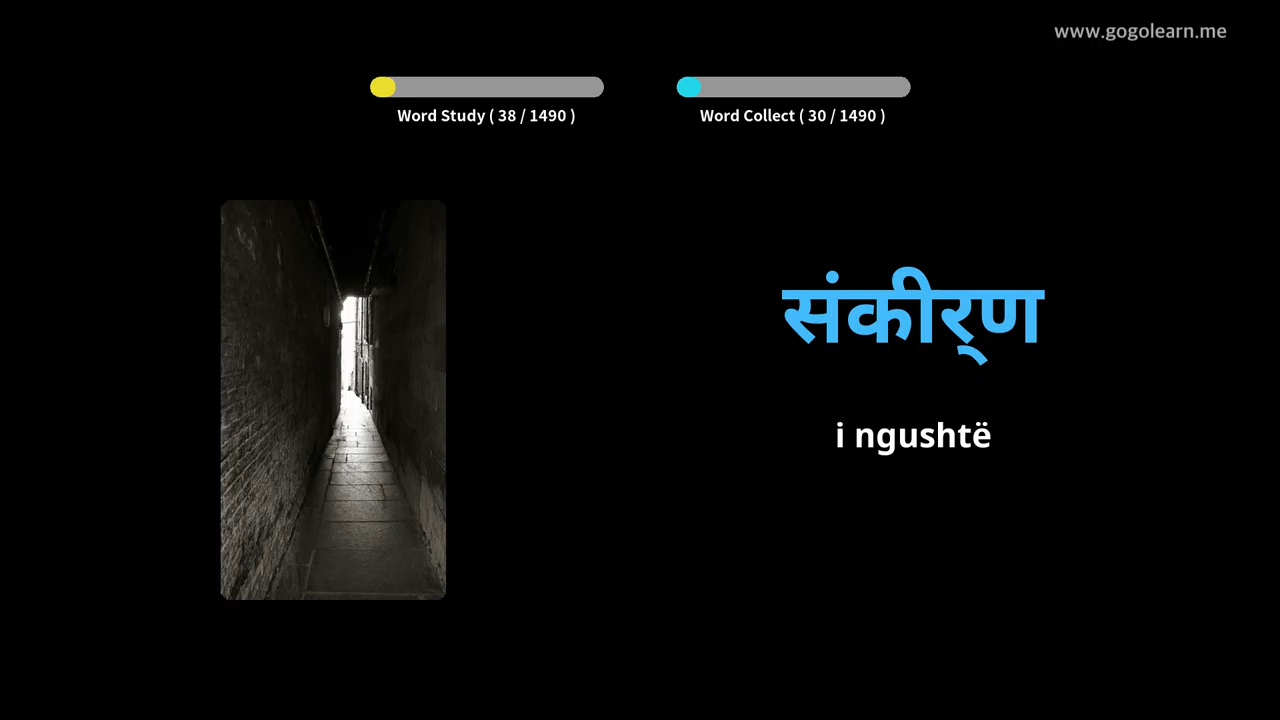 www.gogolearn.me
Word Study ( 38 / 1490 )
Word Collect ( 30 / 1490 )
संकीर्‌ण
i ngushtë